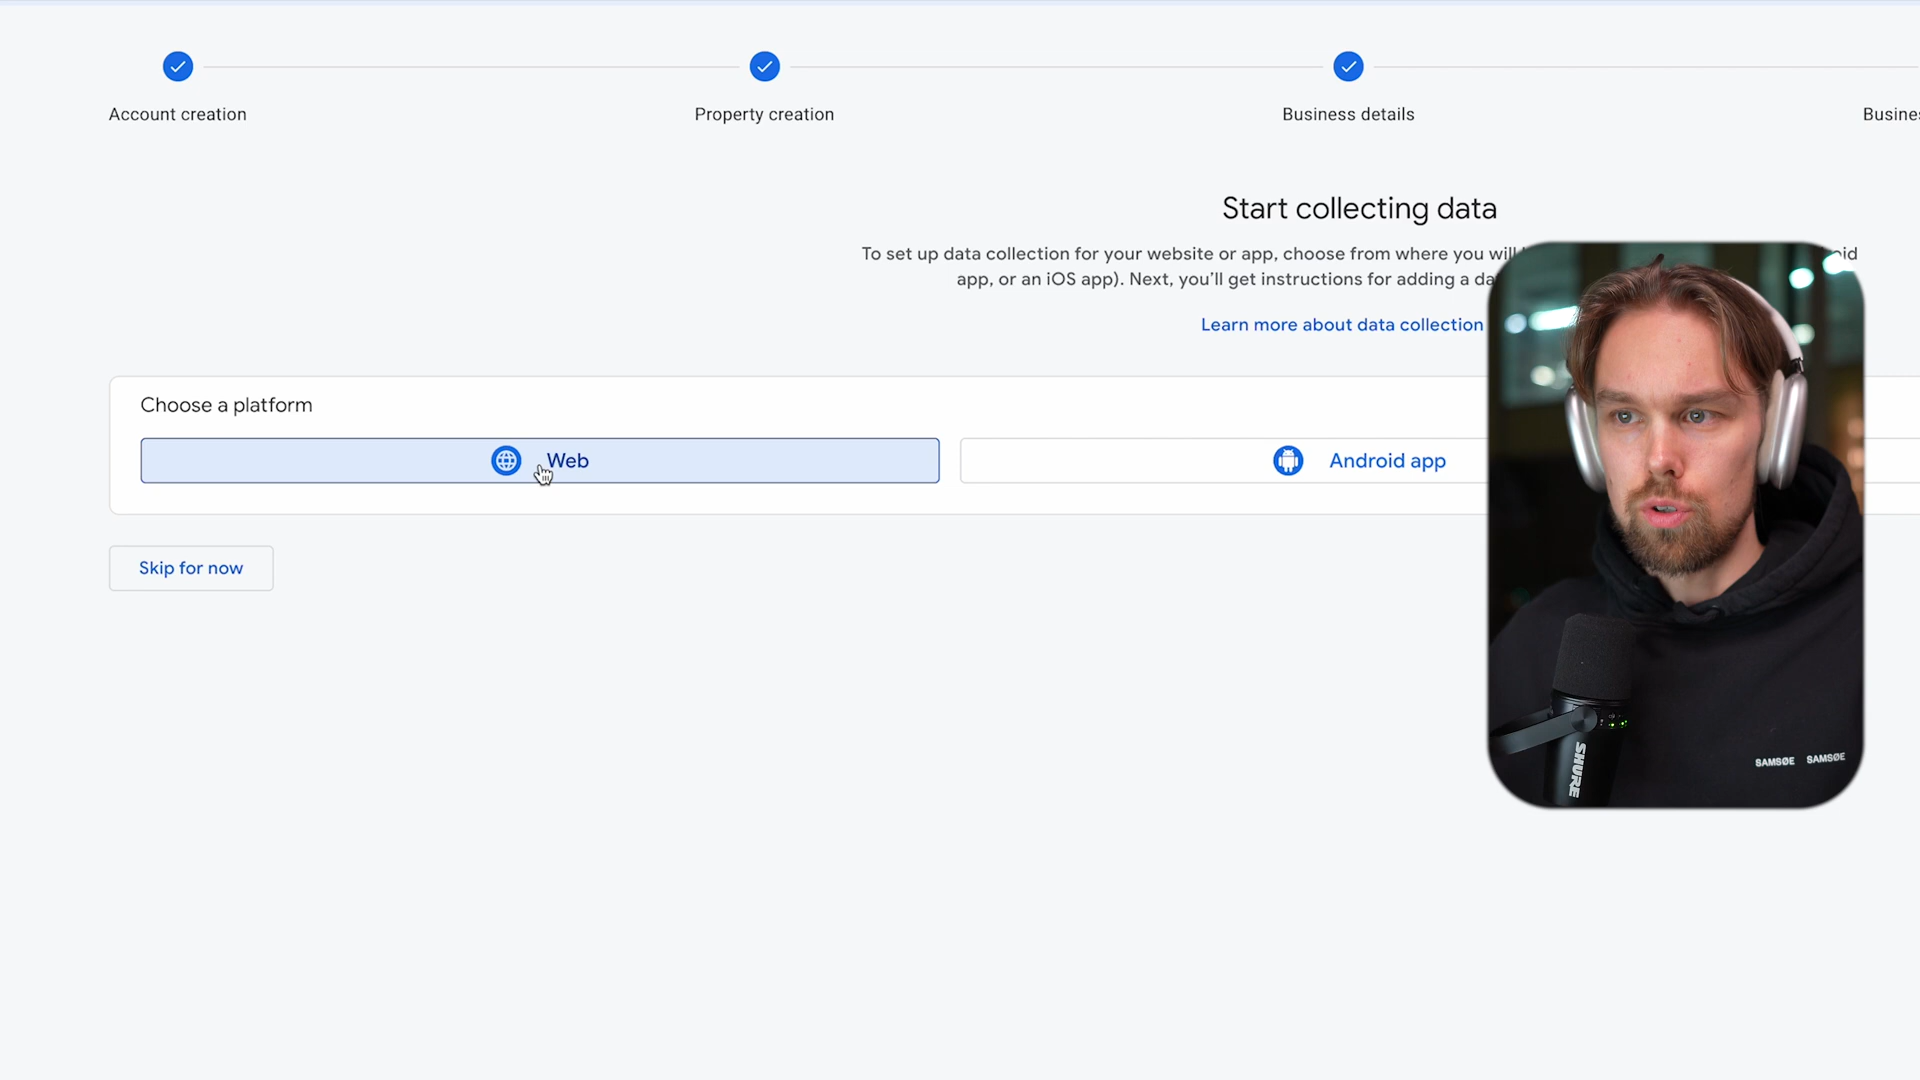 Account creation
Property creation
Business details
Busines
Start collecting data
To set up data collection for your website or app, choose from where you will
app, or an iOS app). Next, you'll get instructions for adding a da
Learn more about data collection
Choose a platform
Web
Android app
Skip for now
SHURE
SAMSØE SAMSØE